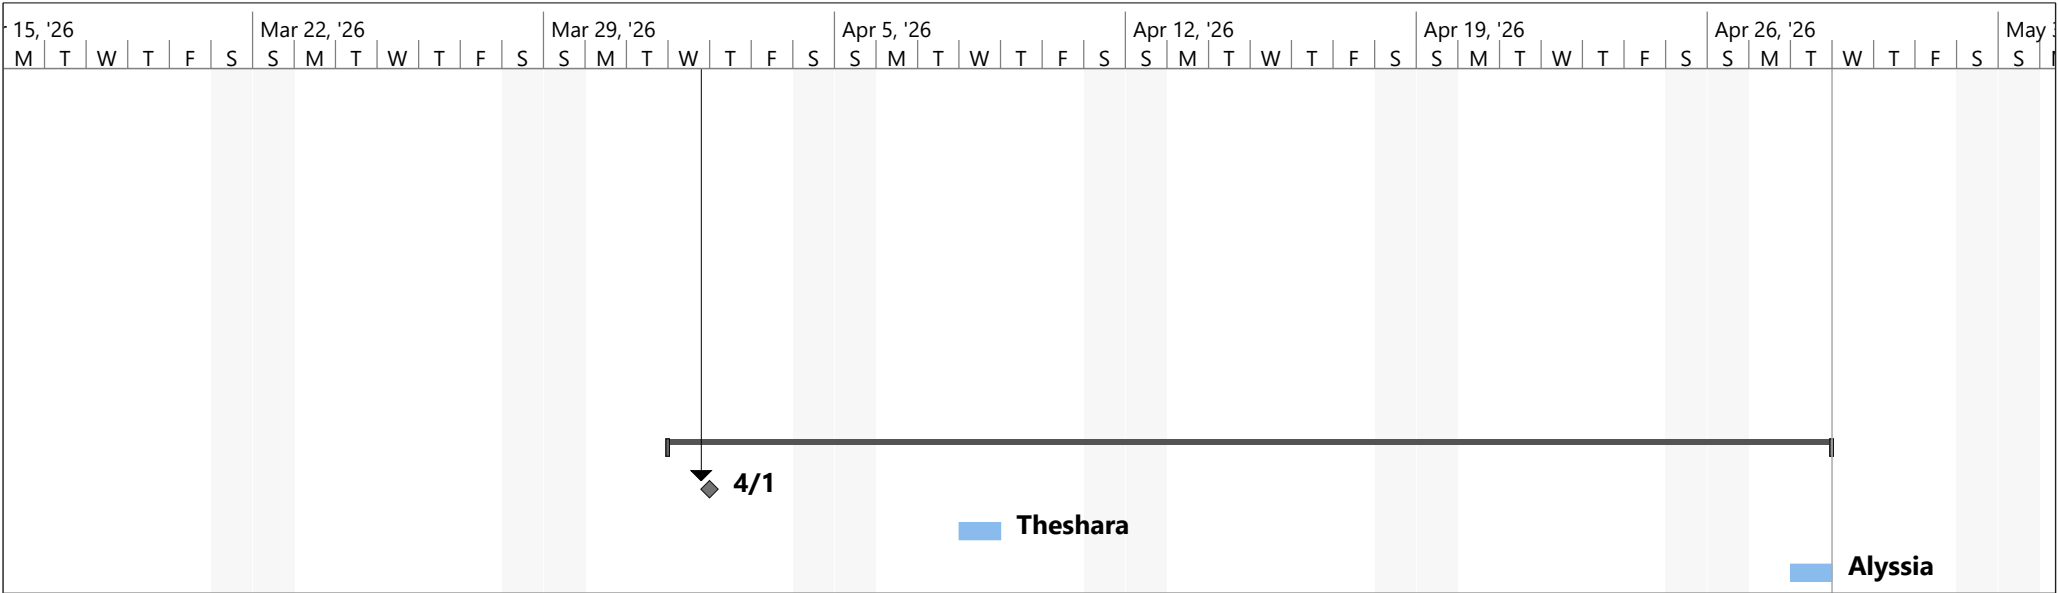 15, '26 Mar 22, '26 Mar 29, '26 Apr 5, '26 Apr 12, '26 Apr 19, '26 Apr 26, '26 May
M T W T F S S M T W T F S S M T W T F S S M T W T F S S M T W T F S S M T W T F S S M T W T F S S
4/1
Theshara
Alyssia